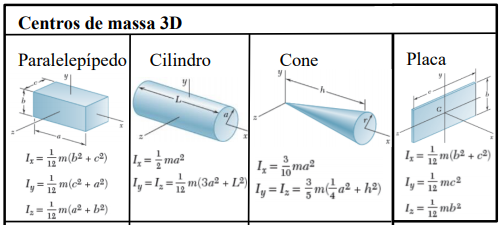 Centros de massa 3D
Paralelepípedo
y
c
b
a
z
x
I_x = 1/12 m(b² + c²)
I_y = 1/12 m(c² + a²)
I_z = 1/12 m(a² + b²)
Cilindro
y
L
a
z
x
I_x = 1/2 ma²
I_y = I_z = 1/12 m(3a² + L²)
Cone
y
h
r
z
x
I_x = 3/10 ma²
I_y = I_z = 3/5 m(1/4 a² + h²)
Placa
y
c
b
G
z
x
I_x = 1/12 m(b² + c²)
I_y = 1/12 mc²
I_z = 1/12 mb²